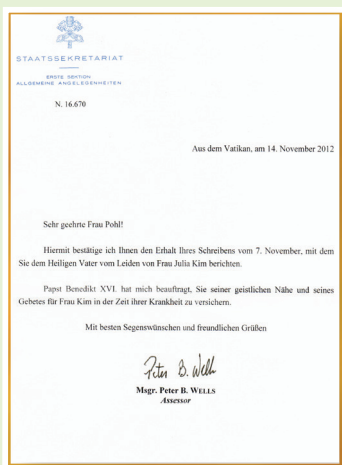 STAATSSEKRETARIAT
ERSTE SEKTION
ALLGEMEINE ANGELEGENHEITEN
N. 16.670
Aus dem Vatikan, am 14. November 2012
Sehr geehrte Frau Pohl!
Hiermit bestätige ich Ihnen den Erhalt Ihres Schreibens vom 7. November, mit dem
Sie dem Heiligen Vater vom Leiden von Frau Julia Kim berichten.
Papst Benedikt XVI. hat mich beauftragt, Sie seiner geistlichen Nähe und seines
Gebetes für Frau Kim in der Zeit ihrer Krankheit zu versichern.
Mit besten Segenswünschen und freundlichen Grüßen
Peter B. Wells
Msgr. Peter B. WELLS
Assessor